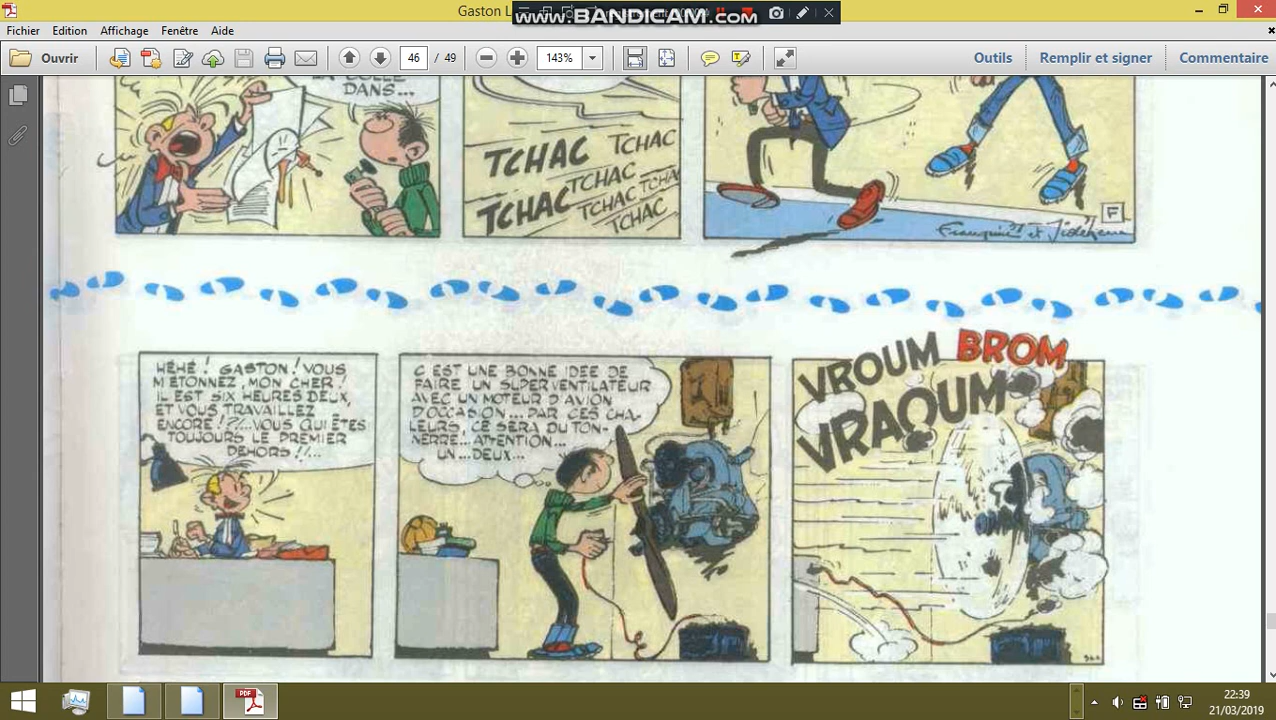 Gaston L
www.BANDICAM.com
Fichier Edition Affichage Fenêtre Aide
Ouvrir 46 / 49 143% Outils Remplir et signer Commentaire
DANS...
TCHAC TCHAC
TCHAC
TCHAC TCHAC TCHA
TCHAC
F
Franquin et Jidéhem
HÉHÉ! GASTON! VOUS
M'ÉTONNEZ, MON CHER!
IL EST SIX HEURES DEUX,
ET VOUS TRAVAILLEZ
ENCORE!?!... VOUS QUI ÊTES
TOUJOURS LE PREMIER
DEHORS!!...
C'EST UNE BONNE IDÉE DE
FAIRE UN SUPERVENTILATEUR
AVEC UN MOTEUR D'AVION
D'OCCASION... PAR CES CHA-
LEURS, CE SERA DU TON-
NERRE... ATTENTION...
UN... DEUX...
VROUM BROM
VRAOUM
22:39
21/03/2019